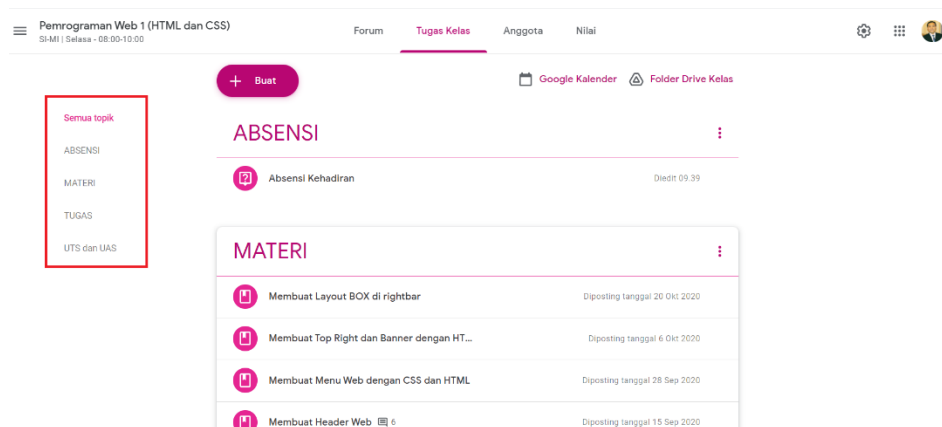 Pemrograman Web 1 (HTML dan CSS)
SI-MI | Selasa - 08:00-10:00
Forum
Tugas Kelas
Anggota
Nilai
Buat
Google Kalender
Folder Drive Kelas
Semua topik
ABSENSI
MATERI
TUGAS
UTS dan UAS
ABSENSI
Absensi Kehadiran
Diedit 09.39
MATERI
Membuat Layout BOX di rightbar
Diposting tanggal 20 Okt 2020
Membuat Top Right dan Banner dengan HT...
Diposting tanggal 6 Okt 2020
Membuat Menu Web dengan CSS dan HTML
Diposting tanggal 28 Sep 2020
Membuat Header Web 6
Diposting tanggal 15 Sep 2020